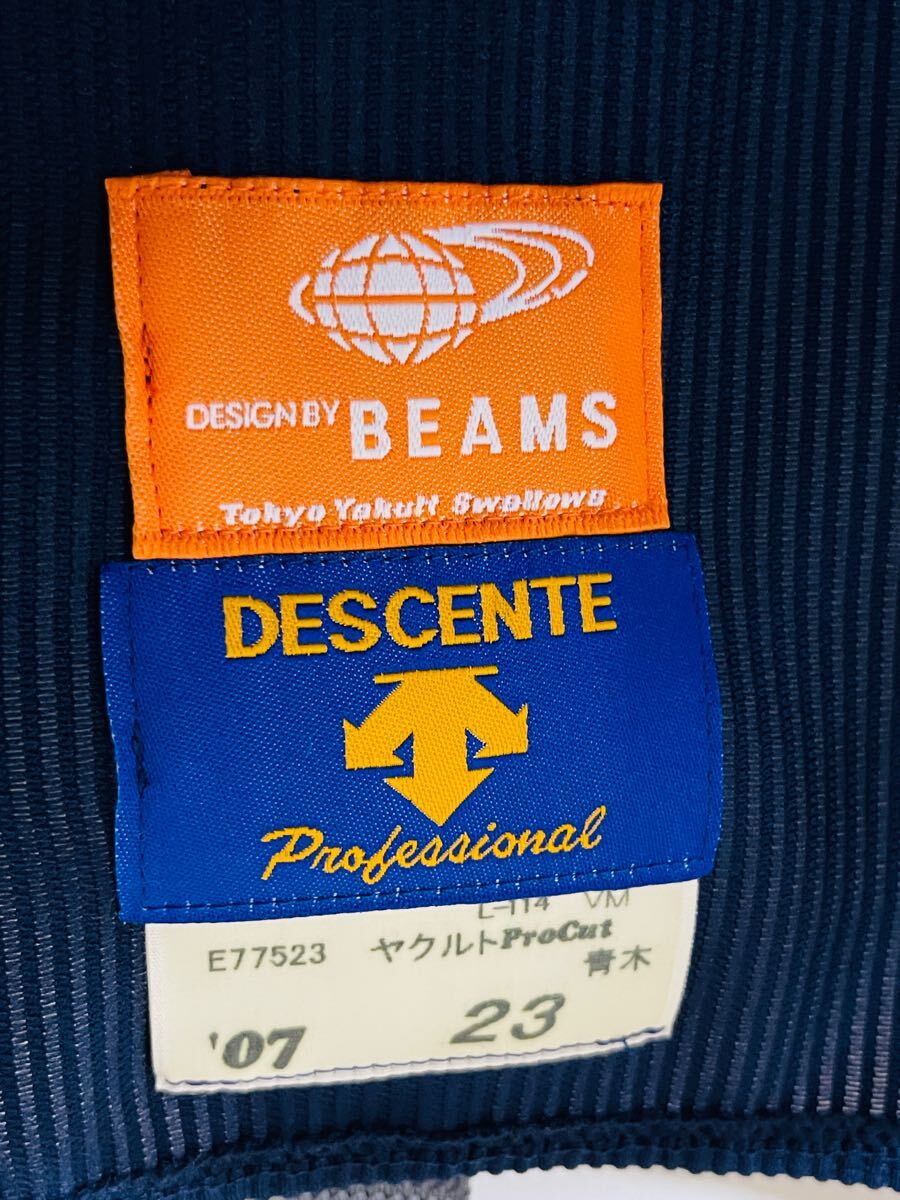 DESIGN BY BEAMS
Tokyo Yakult Swallows
DESCENTE
Professional
L-114 VM
E77523 ヤクルトProCut
青木
'07 23